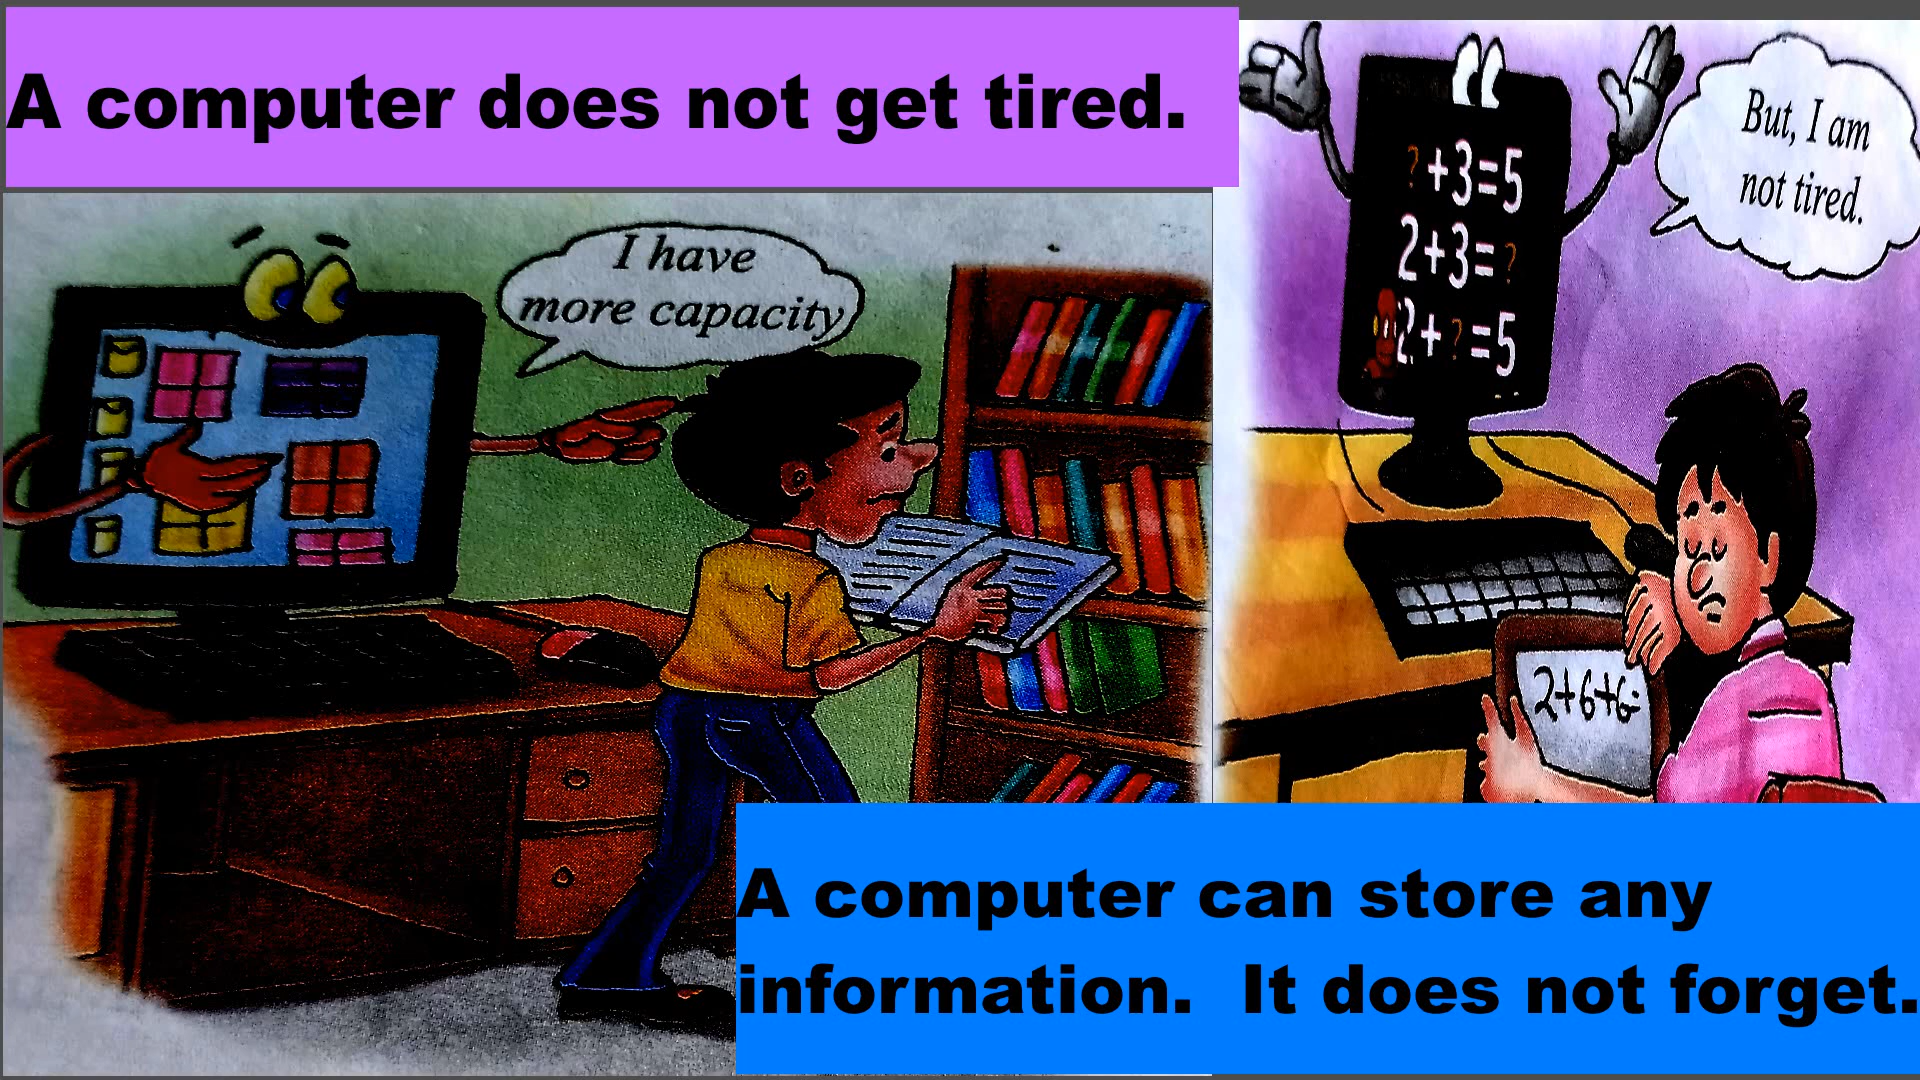 A computer does not get tired.
I have
more capacity
But, I am
not tired.
?+3=5
2+3=?
2+?=5
2+6+6=
A computer can store any
information. It does not forget.